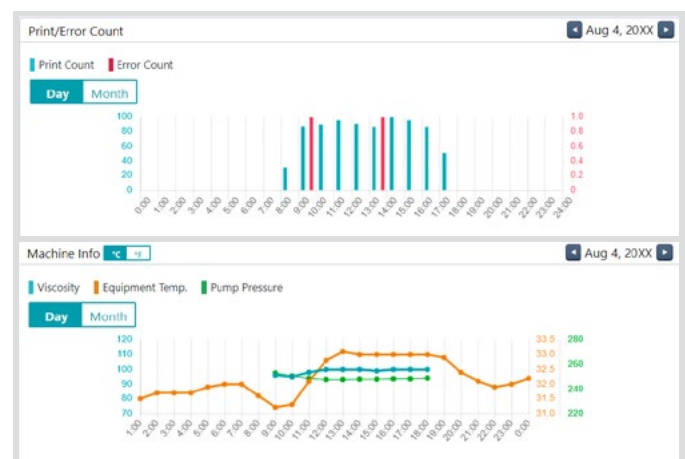 Print/Error Count
Aug 4, 20XX
Print Count Error Count
Day Month
100 1.0
80 0.8
60 0.6
40 0.4
20 0.2
0 0
0:00 1:00 2:00 3:00 4:00 5:00 6:00 7:00 8:00 9:00 10:00 11:00 12:00 13:00 14:00 15:00 16:00 17:00 18:00 19:00 20:00 21:00 22:00 23:00 24:00
Machine Info °C °F
Aug 4, 20XX
Viscosity Equipment Temp. Pump Pressure
Day Month
120 33.5 280
110 33.0
100 32.5 260
90 32.0 240
80 31.5
70 31.0 220
1:00 2:00 3:00 4:00 5:00 6:00 7:00 8:00 9:00 10:00 11:00 12:00 13:00 14:00 15:00 16:00 17:00 18:00 19:00 20:00 21:00 22:00 23:00 0:00